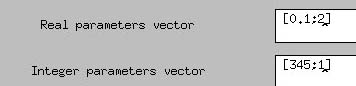 Real parameters vector [0.1;2]
Integer parameters vector [345;1]